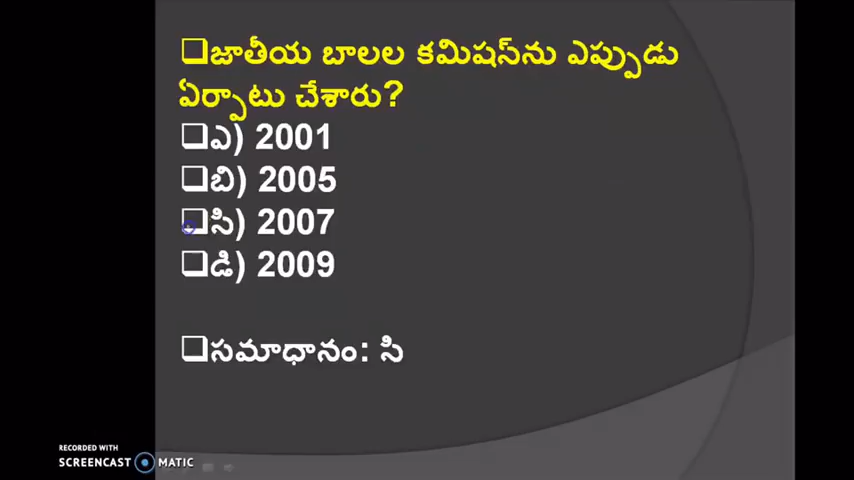 ❑జాతీయ బాలల కమిషన్‌ను ఎప్పుడు
ఏర్పాటు చేశారు?
❑ఎ) 2001
❑బి) 2005
❑సి) 2007
❑డి) 2009
❑సమాధానం: సి
RECORDED WITH
SCREENCAST MATIC